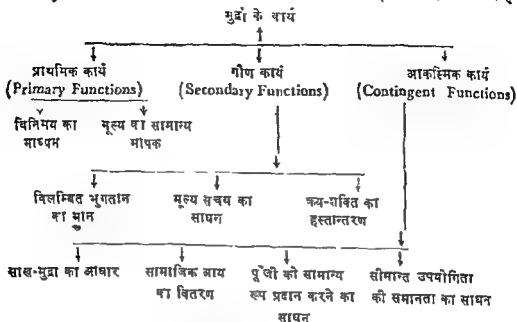 मुद्रा के कार्य
प्राथमिक कार्य गौण कार्य आकस्मिक कार्य
(Primary Functions) (Secondary Functions) (Contingent Functions)
विनिमय का मूल्य का सामान्य
माध्यम मापक
विलम्बित भुगतान मूल्य सचय का क्रय-शक्ति का
का मान साधन हस्तान्तरण
साख-मुद्रा का आधार सामाजिक आय पूँजी को सामान्य सीमान्त उपयोगिता
का वितरण रूप प्रदान करने का की समानता का साधन
साधन